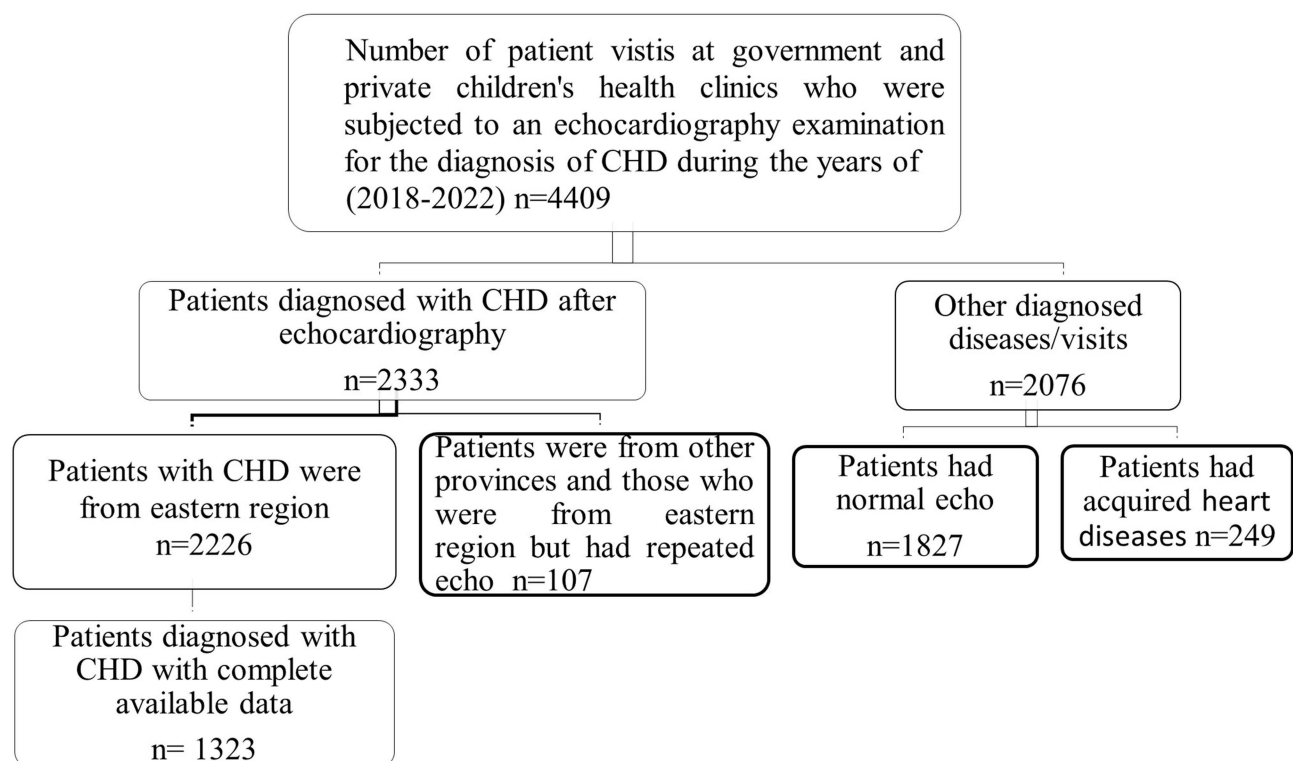 Number of patient vistis at government and
private children's health clinics who were
subjected to an echocardiography examination
for the diagnosis of CHD during the years of
(2018-2022) n=4409
Patients diagnosed with CHD after
echocardiography
n=2333
Other diagnosed
diseases/visits
n=2076
Patients with CHD were
from eastern region
n=2226
Patients were from other
provinces and those who
were from eastern
region but had repeated
echo n=107
Patients had
normal echo
n=1827
Patients had
acquired heart
diseases n=249
Patients diagnosed with
CHD with complete
available data
n= 1323